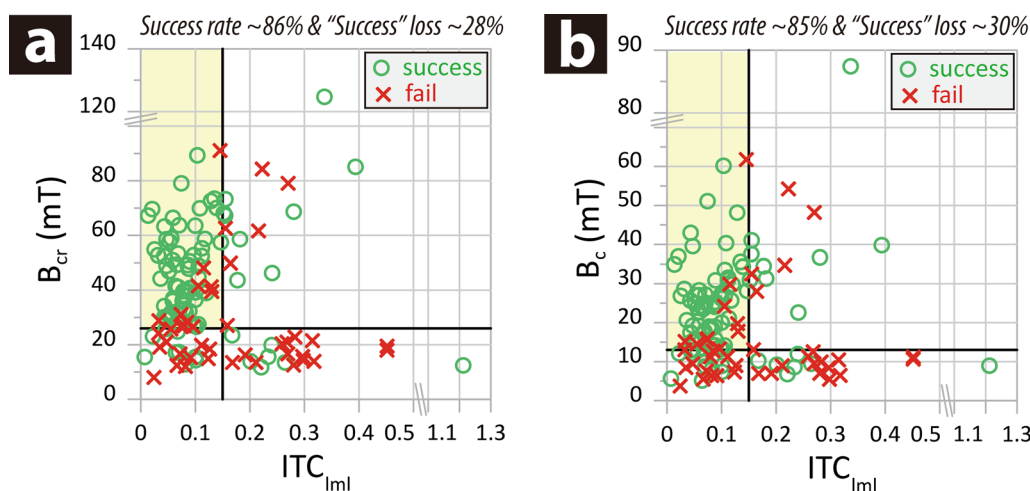 a
Success rate ~86% & “Success” loss ~28%
140
120
80
60
40
20
0
B_cr (mT)
success
fail
0 0.1 0.2 0.3 0.4 0.5 1.1 1.3
ITC_|m|
b
Success rate ~85% & “Success” loss ~30%
90
80
60
50
40
30
20
10
0
B_c (mT)
success
fail
0 0.1 0.2 0.3 0.4 0.5 1.1 1.3
ITC_|m|